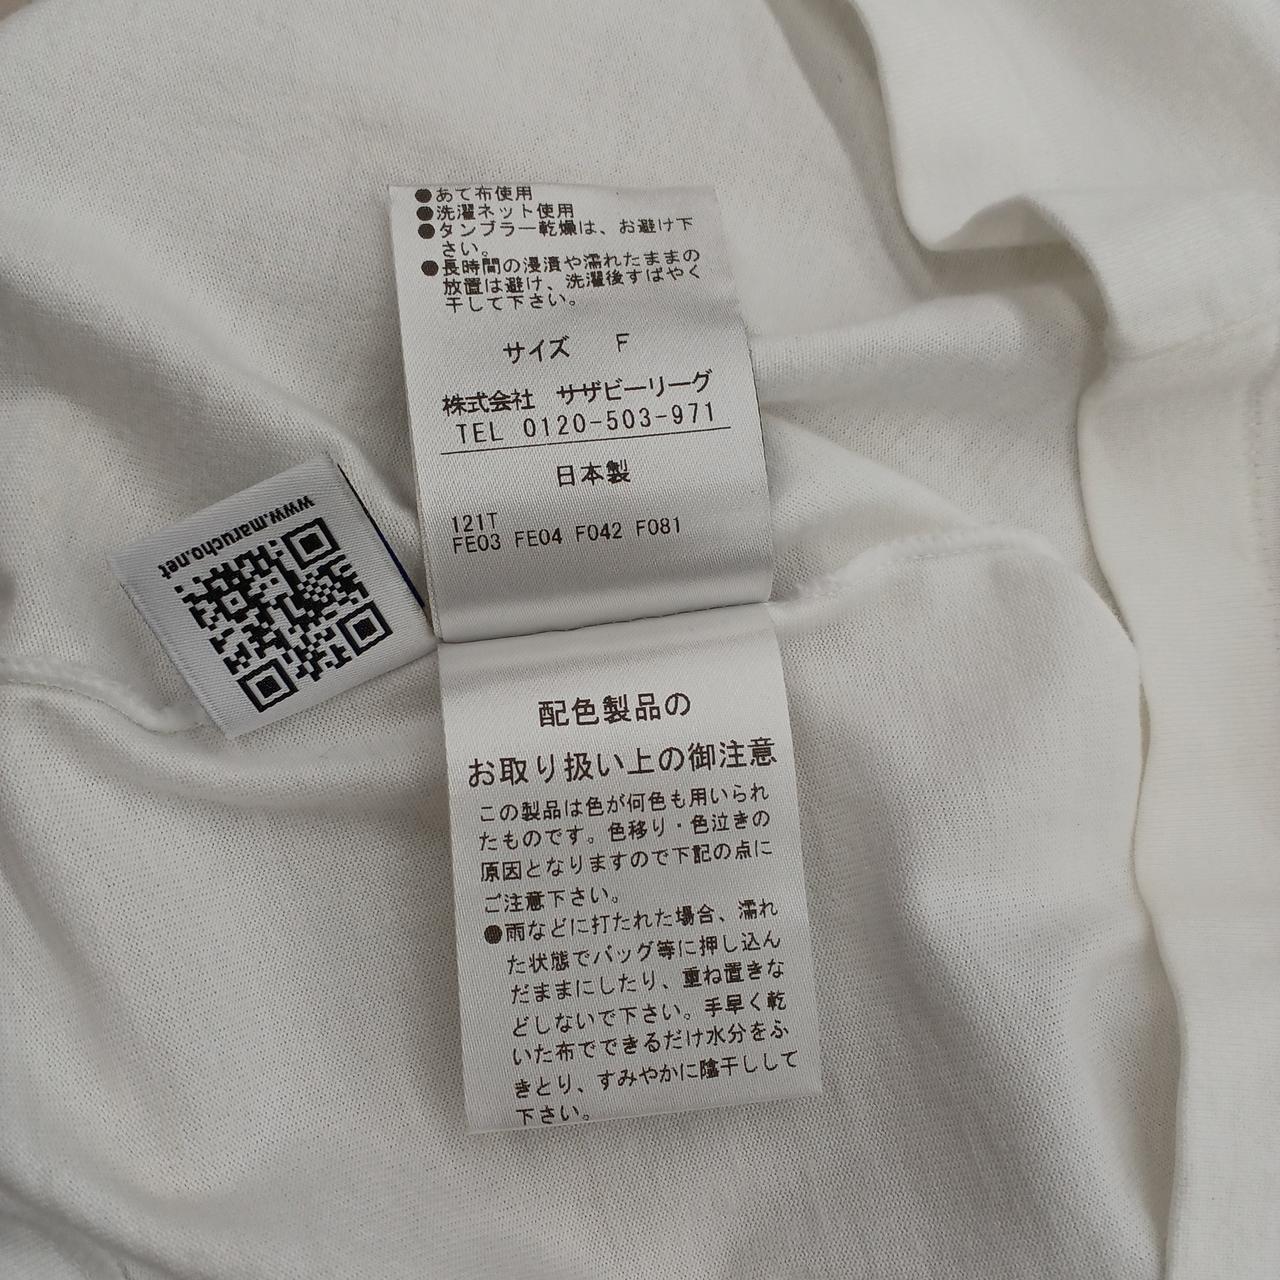 ●あて布使用
●洗濯ネット使用
●タンブラー乾燥は、お避け下
さい。
●長時間の浸漬や濡れたままの
放置は避け、洗濯後すばやく
干して下さい。
サイズ F
株式会社 サザビーリーグ
TEL 0120-503-971
日本製
121T
FE03 FE04 F042 F081
www.marucho.net
配色製品の
お取り扱い上の御注意
この製品は色が何色も用いられ
たものです。色移り・色泣きの
原因となりますので下記の点に
ご注意下さい。
●雨などに打たれた場合、濡れ
た状態でバッグ等に押し込ん
だままにしたり、重ね置きな
どしないで下さい。手早く乾
いた布でできるだけ水分をふ
きとり、すみやかに陰干しして
下さい。